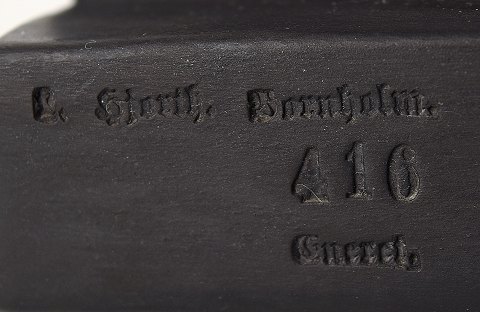 L. Hjorth. Bornholm.
416
Eneret.